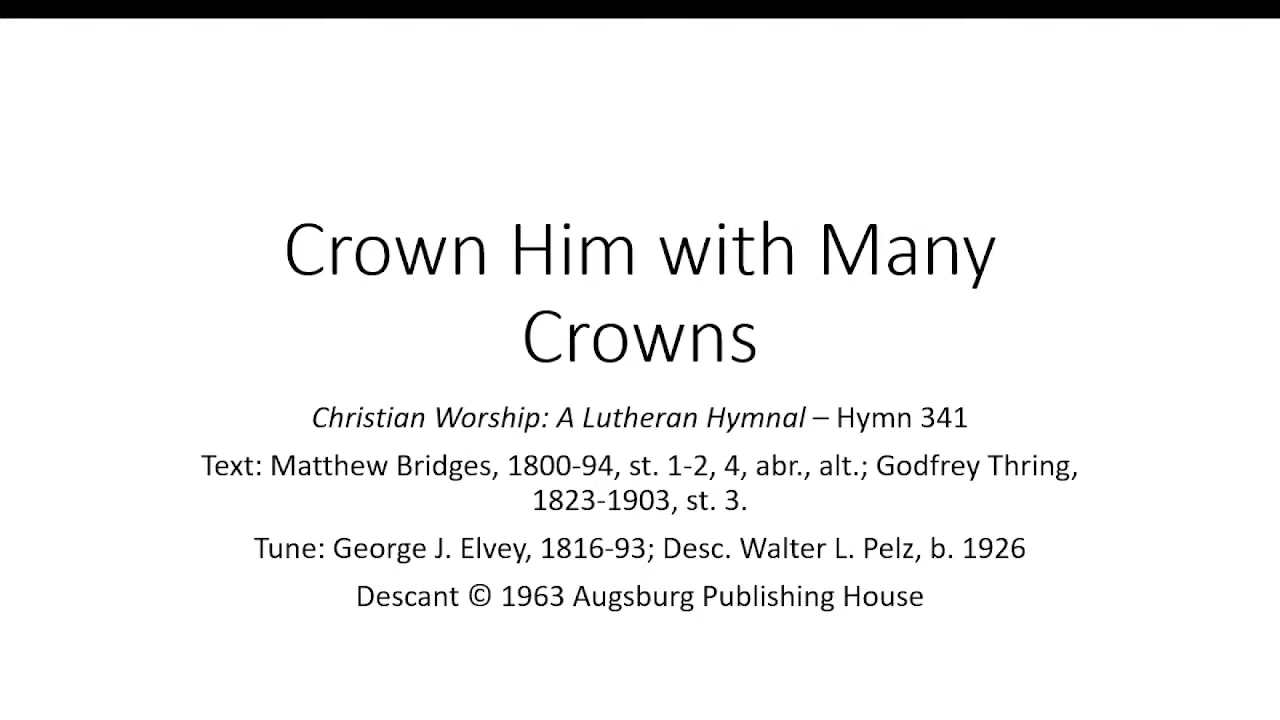 Crown Him with Many
Crowns
Christian Worship: A Lutheran Hymnal – Hymn 341
Text: Matthew Bridges, 1800-94, st. 1-2, 4, abr., alt.; Godfrey Thring,
1823-1903, st. 3.
Tune: George J. Elvey, 1816-93; Desc. Walter L. Pelz, b. 1926
Descant © 1963 Augsburg Publishing House